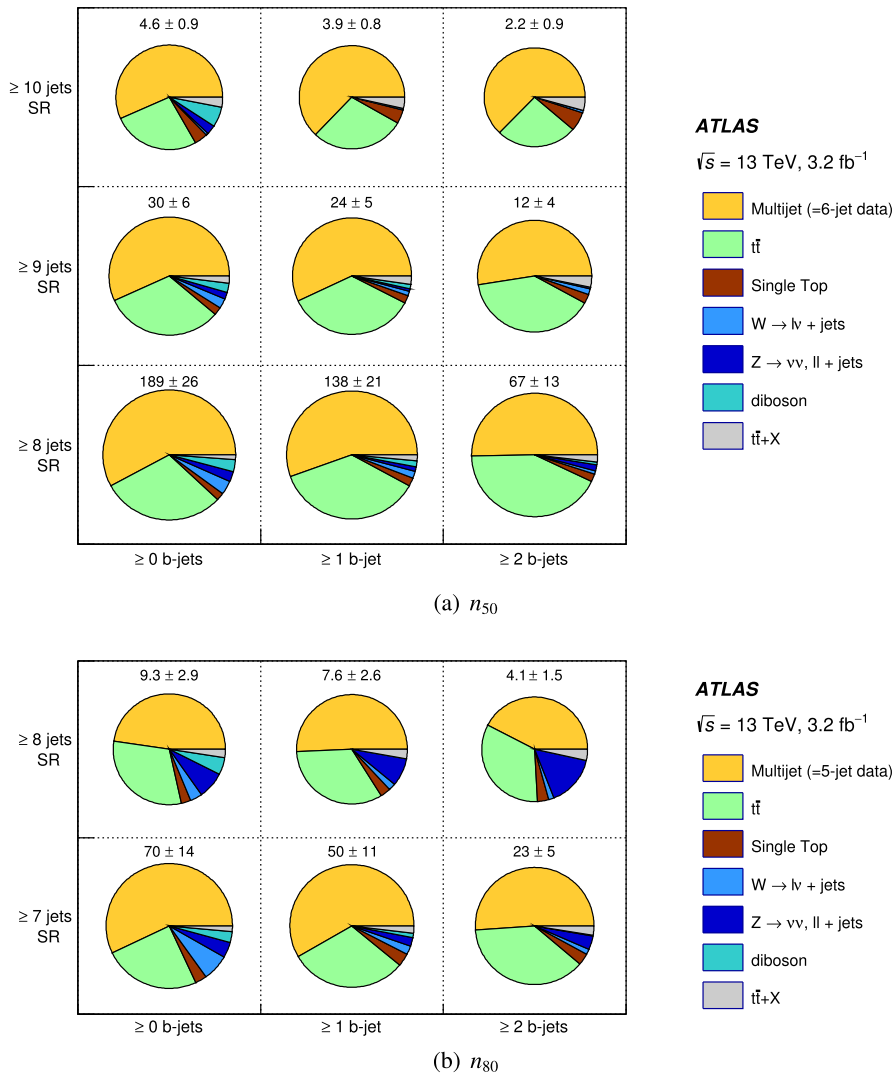 4.6 ± 0.9 3.9 ± 0.8 2.2 ± 0.9
≥ 10 jets
SR
30 ± 6 24 ± 5 12 ± 4
≥ 9 jets
SR
189 ± 26 138 ± 21 67 ± 13
≥ 8 jets
SR
≥ 0 b-jets ≥ 1 b-jet ≥ 2 b-jets
ATLAS
√s = 13 TeV, 3.2 fb⁻¹
Multijet (=6-jet data)
tt̄
Single Top
W → lν + jets
Z → νν, ll + jets
diboson
tt̄+X
(a) n₅₀
9.3 ± 2.9 7.6 ± 2.6 4.1 ± 1.5
≥ 8 jets
SR
70 ± 14 50 ± 11 23 ± 5
≥ 7 jets
SR
≥ 0 b-jets ≥ 1 b-jet ≥ 2 b-jets
ATLAS
√s = 13 TeV, 3.2 fb⁻¹
Multijet (=5-jet data)
tt̄
Single Top
W → lν + jets
Z → νν, ll + jets
diboson
tt̄+X
(b) n₈₀